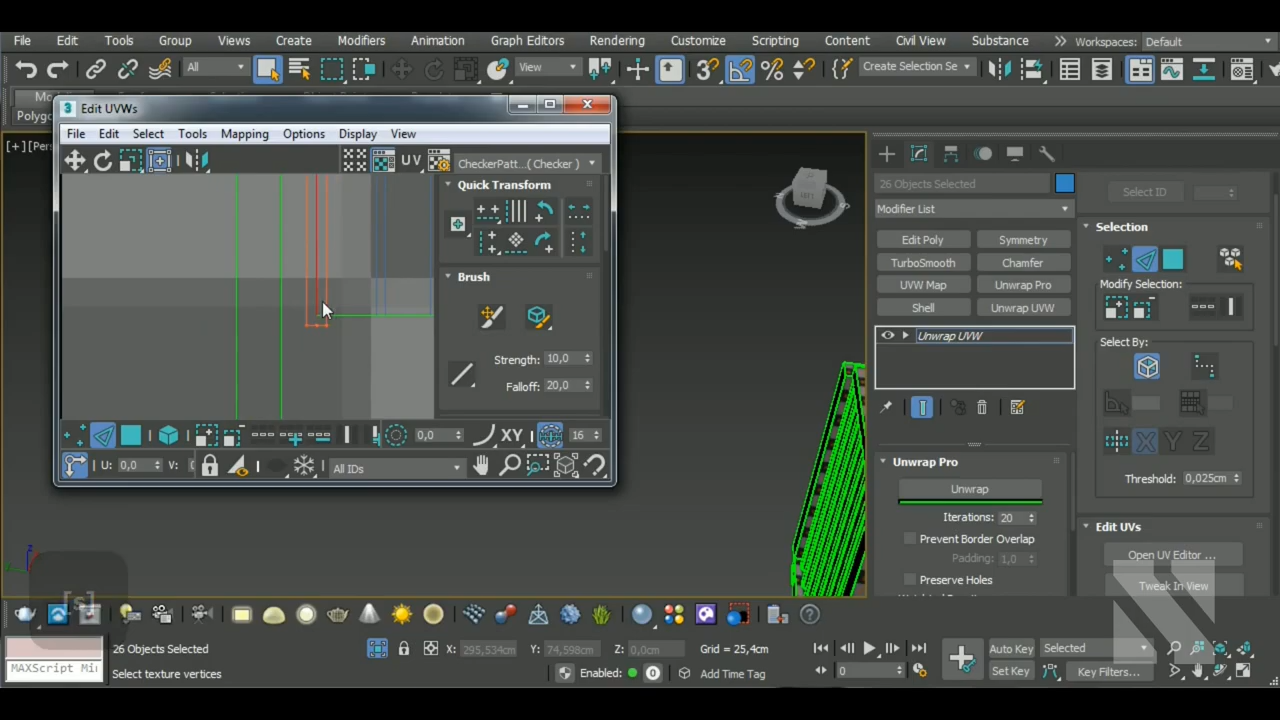 File Edit Tools Group Views Create Modifiers Animation Graph Editors Rendering Customize Scripting Content Civil View Substance Workspaces: Default
All View Create Selection Se
3 Edit UVWs
File Edit Select Tools Mapping Options Display View
UV CheckerPatt...( Checker )
Quick Transform
Brush
Strength: 10,0
Falloff: 20,0
0,0 XY 16
U: 0,0 V: All IDs
[+] [Pers
Polyg
26 Objects Selected
Modifier List
Edit Poly Symmetry
TurboSmooth Chamfer
UVW Map Unwrap Pro
Shell Unwrap UVW
Unwrap UVW
Unwrap Pro
Unwrap
Iterations: 20
Prevent Border Overlap
Padding: 1,0
Preserve Holes
Select ID
Selection
Modify Selection:
Select By:
X Y Z
Threshold: 0,025cm
Edit UVs
Open UV Editor ...
Tweak In View
[s]
26 Objects Selected X: 295,534cm Y: 74,598cm Z: 0,0cm Grid = 25,4cm
MAXScript Mi
Select texture vertices Enabled: 0 Add Time Tag
0
Auto Key Selected
Set Key Key Filters...